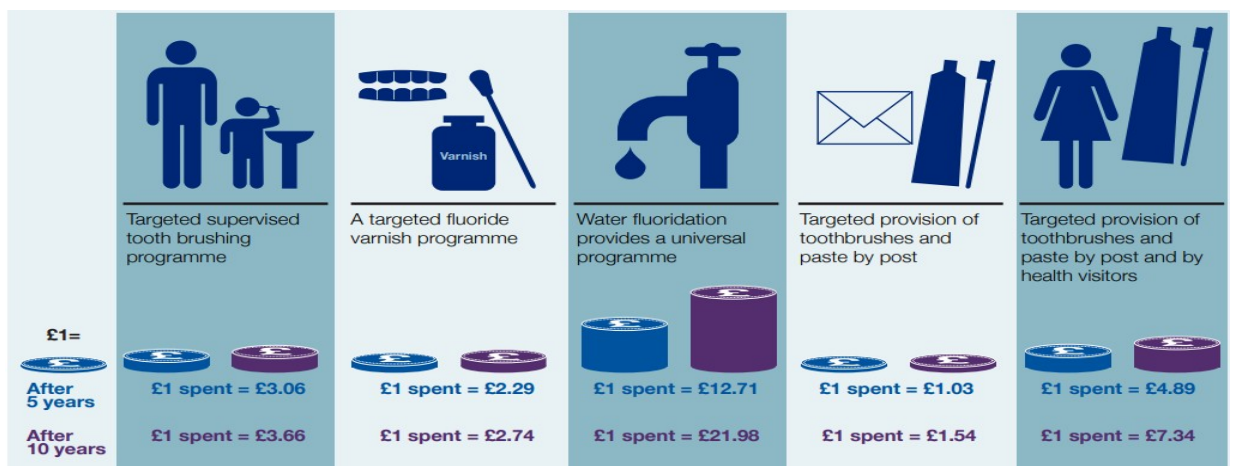 Varnish
Targeted supervised
tooth brushing
programme
A targeted fluoride
varnish programme
Water fluoridation
provides a universal
programme
Targeted provision of
toothbrushes and
paste by post
Targeted provision of
toothbrushes and
paste by post and by
health visitors
£1=
£
£
£
£
£
£
£
£
£
£
£
After
5 years
£1 spent = £3.06
£1 spent = £2.29
£1 spent = £12.71
£1 spent = £1.03
£1 spent = £4.89
After
10 years
£1 spent = £3.66
£1 spent = £2.74
£1 spent = £21.98
£1 spent = £1.54
£1 spent = £7.34